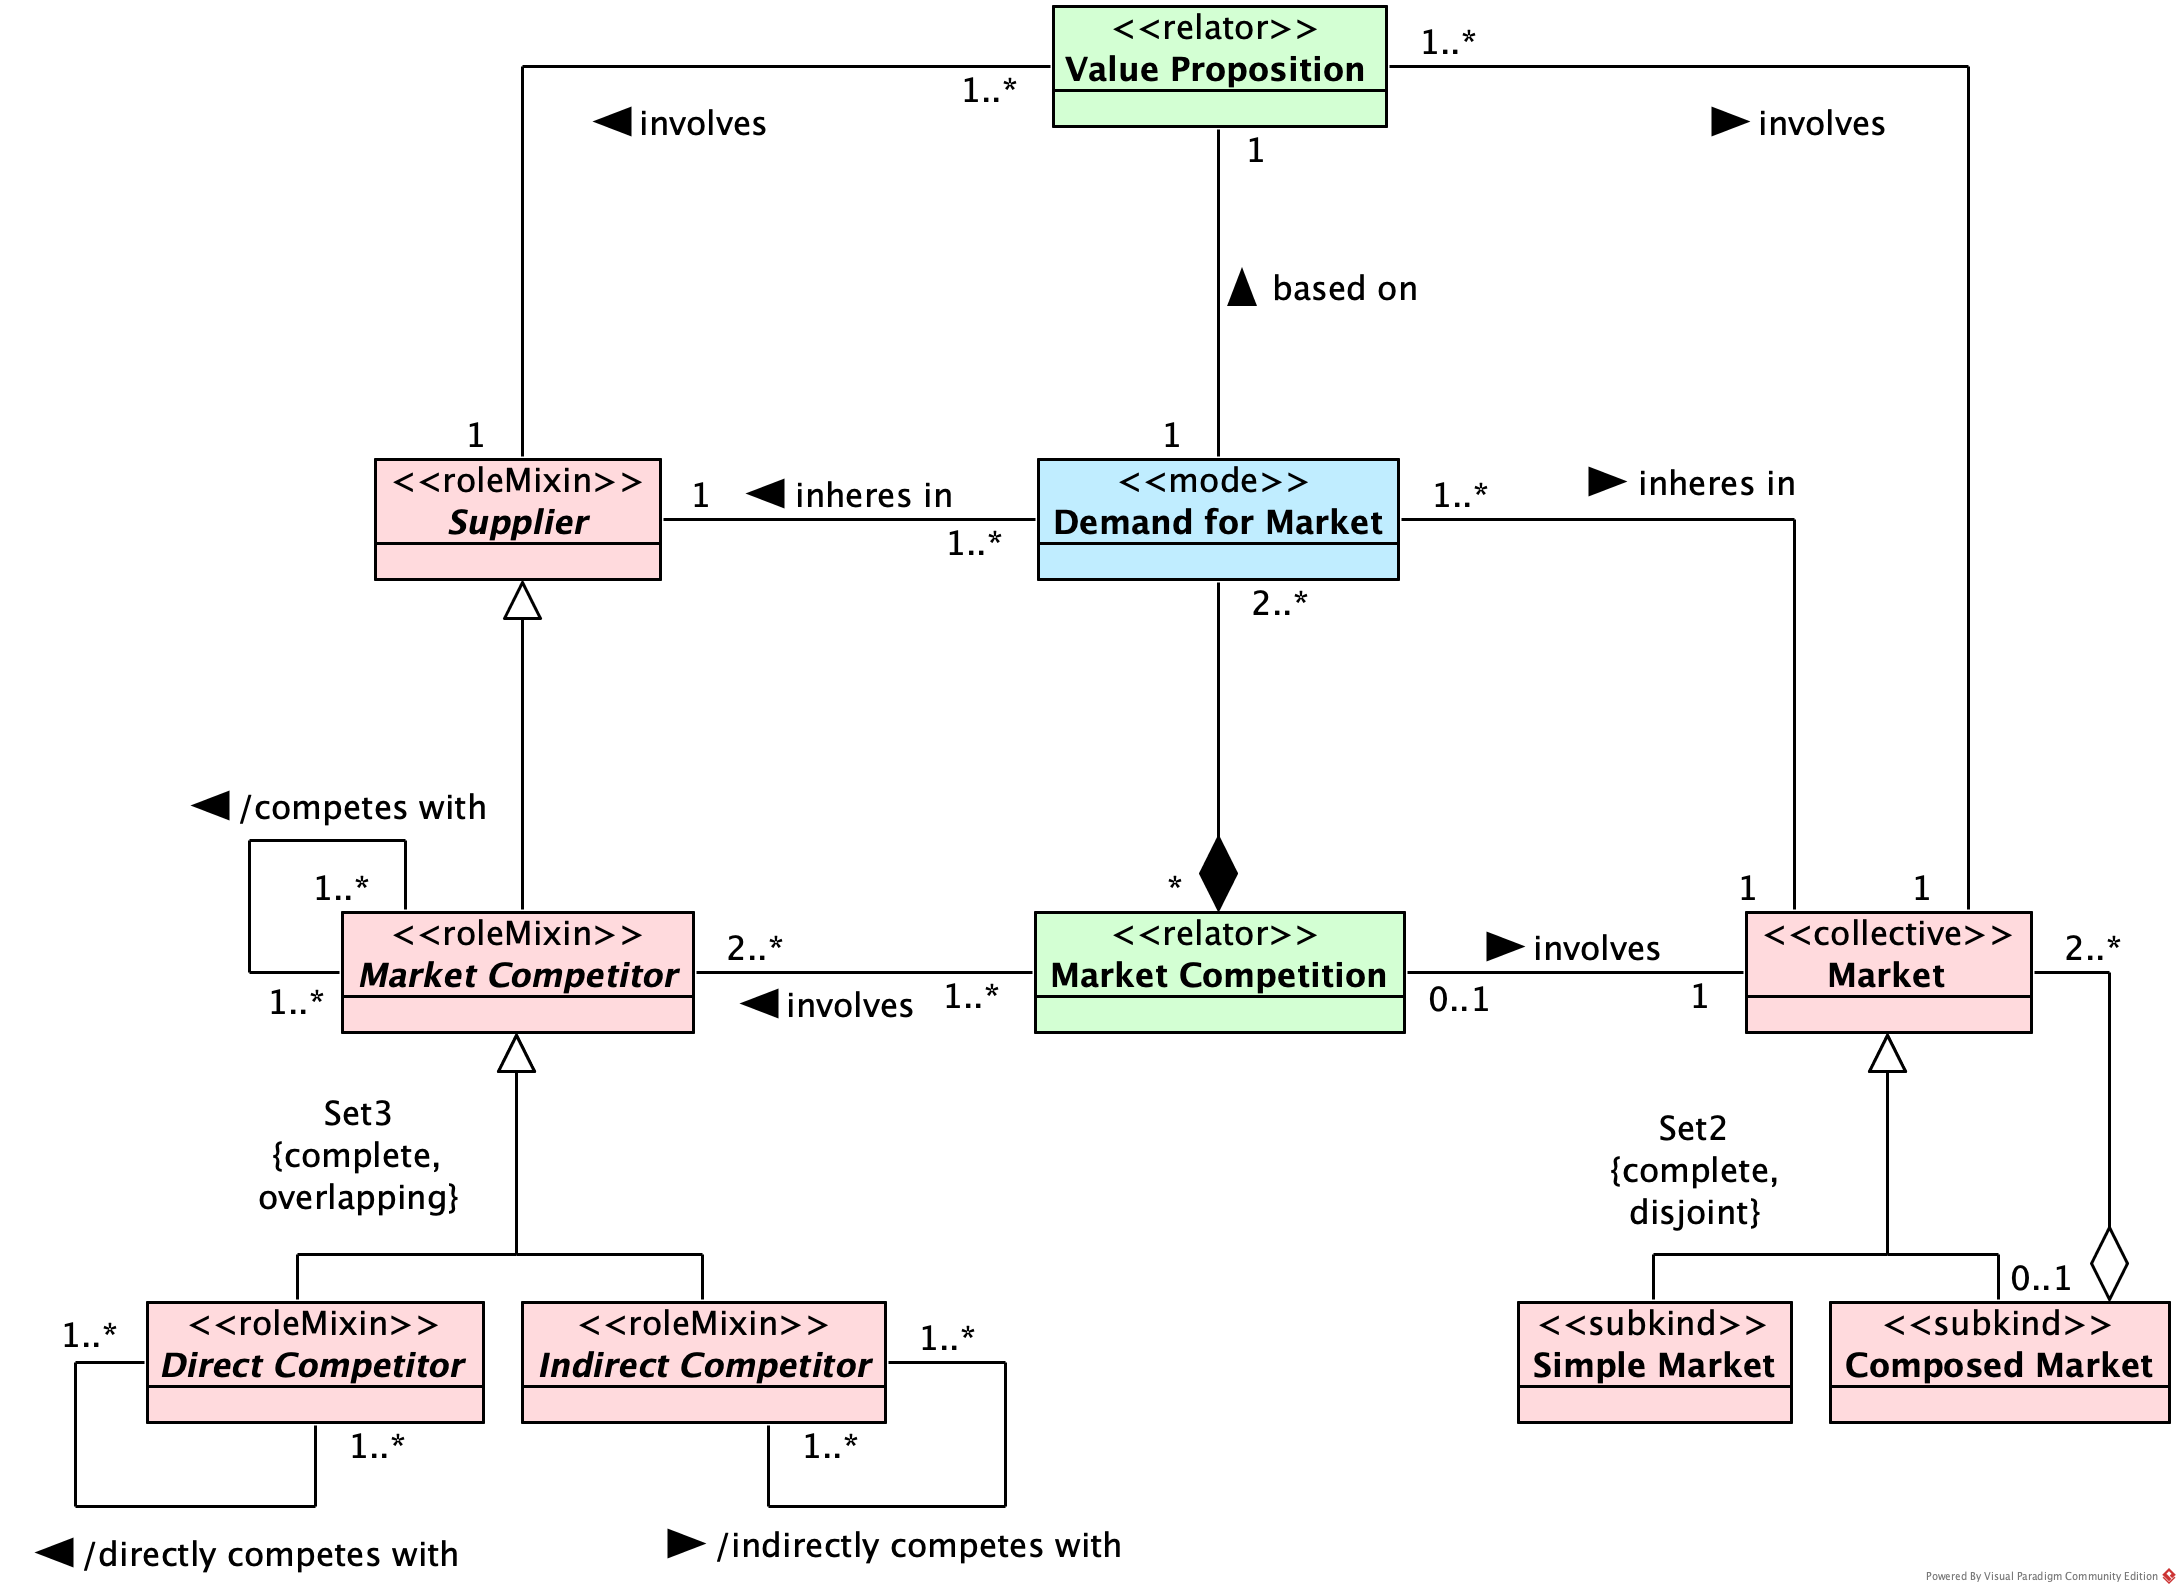 <<relator>>
Value Proposition
1..*
1..*
involves
involves
1
based on
1
1
<<roleMixin>>
Supplier
1
inheres in
1..*
<<mode>>
Demand for Market
1..*
inheres in
2..*
/competes with
1..*
*
1
1
<<roleMixin>>
Market Competitor
1..*
2..*
involves
1..*
<<relator>>
Market Competition
involves
0..1
1
<<collective>>
Market
2..*
Set3
{complete,
overlapping}
Set2
{complete,
disjoint}
0..1
1..*
<<roleMixin>>
Direct Competitor
1..*
<<roleMixin>>
Indirect Competitor
1..*
1..*
<<subkind>>
Simple Market
<<subkind>>
Composed Market
/directly competes with
/indirectly competes with
Powered By Visual Paradigm Community Edition